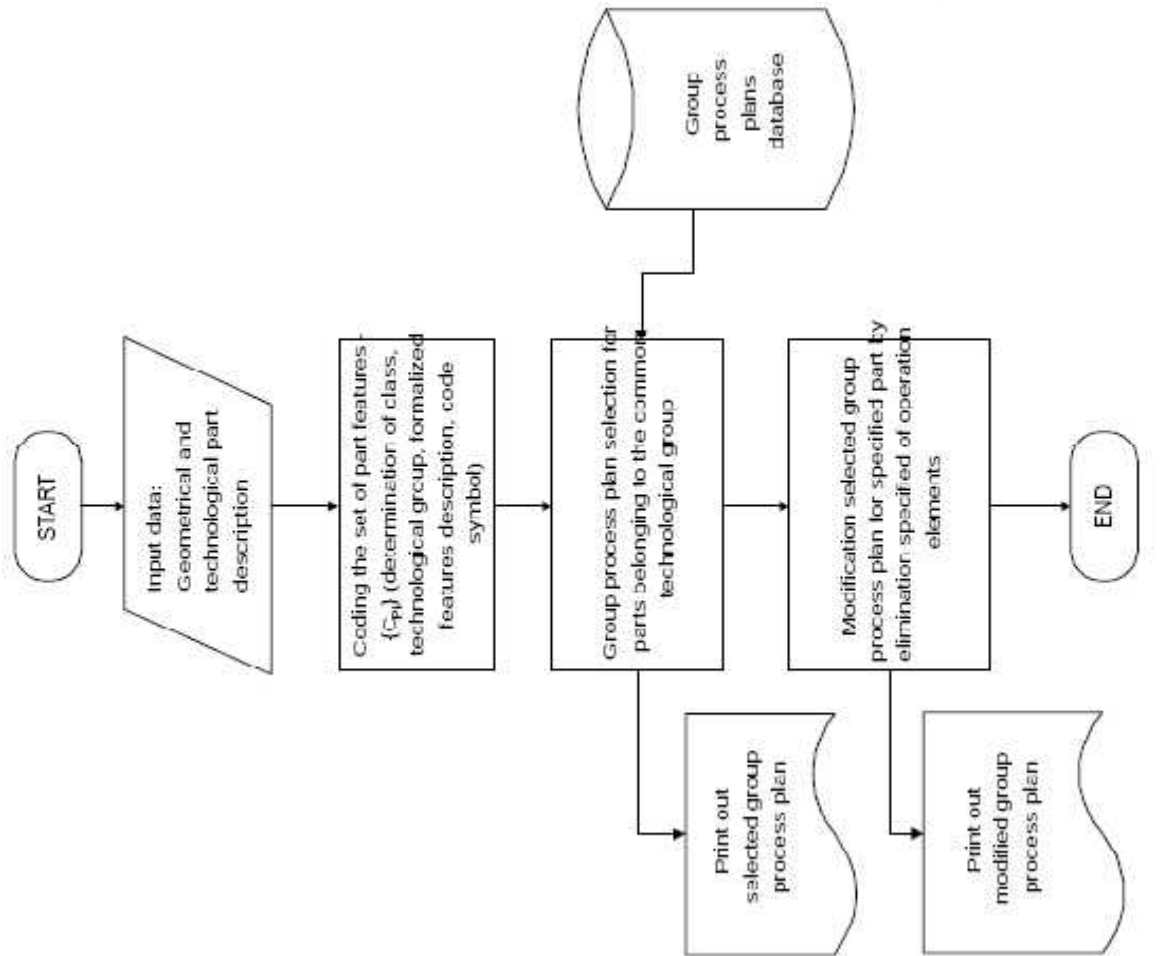 START
Input data:
Geometrical and
technological part
description
Coding the set of part features -
{C_Pj} (determination of class,
technological group, formalized
features description, code
symbol)
Group process plan selection for
parts belonging to the common
technological group
Group
process
plans
database
Print out
selected group
process plan
Modification selected group
process plan for specified part by
elimination specified of operation
elements
Print out
modified group
process plan
END